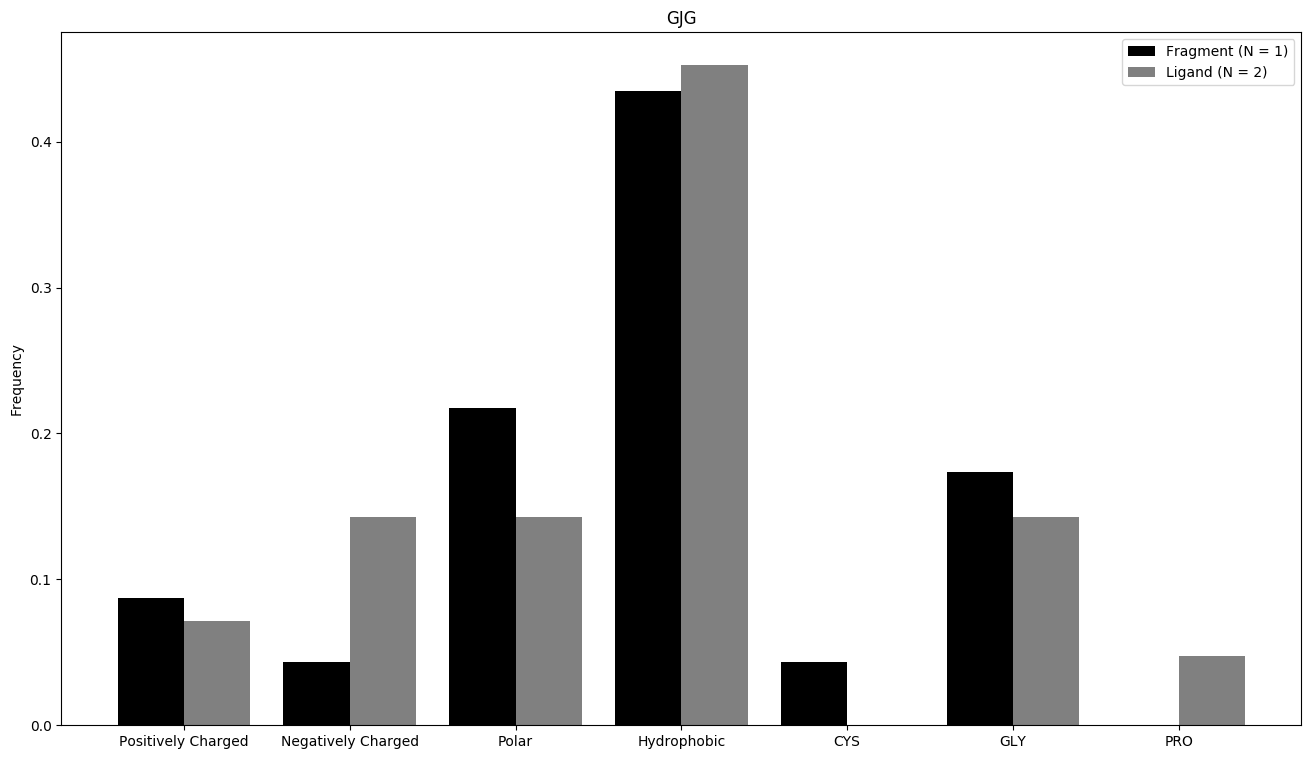 GJG
Fragment (N = 1)
Ligand (N = 2)
Frequency
0.4
0.3
0.2
0.1
0.0
Positively Charged
Negatively Charged
Polar
Hydrophobic
CYS
GLY
PRO